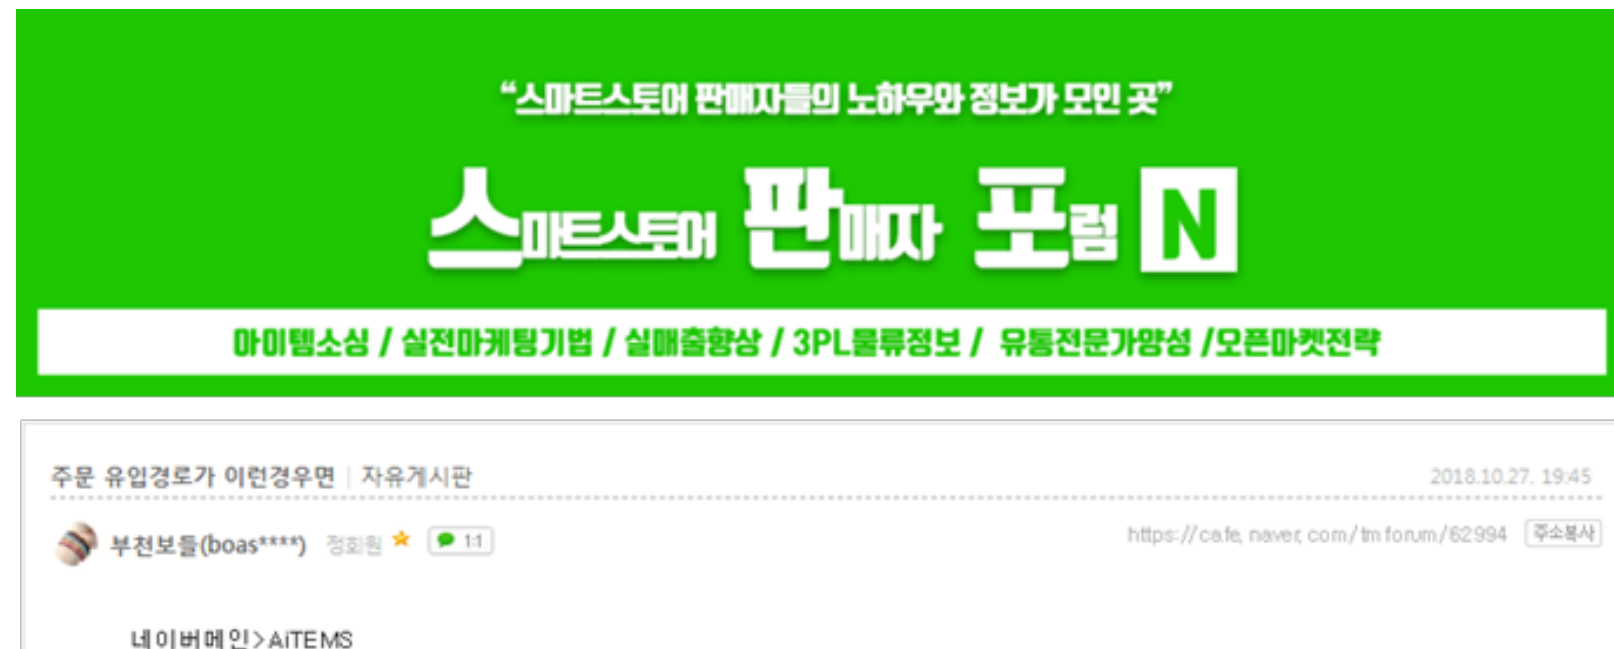 “스마트스토어 판매자들의 노하우와 정보가 모인 곳”
스마트스토어 판매자 포럼 N
아이템소싱 / 실전마케팅기법 / 실매출향상 / 3PL물류정보 / 유통전문가양성 /오픈마켓전략
주문 유입경로가 이런경우면 | 자유게시판 2018.10.27. 19:45
부천보들(boas****) 정회원 1:1 https://cafe.naver.com/tmforum/62994 주소복사
네이버메인>AiTEMS